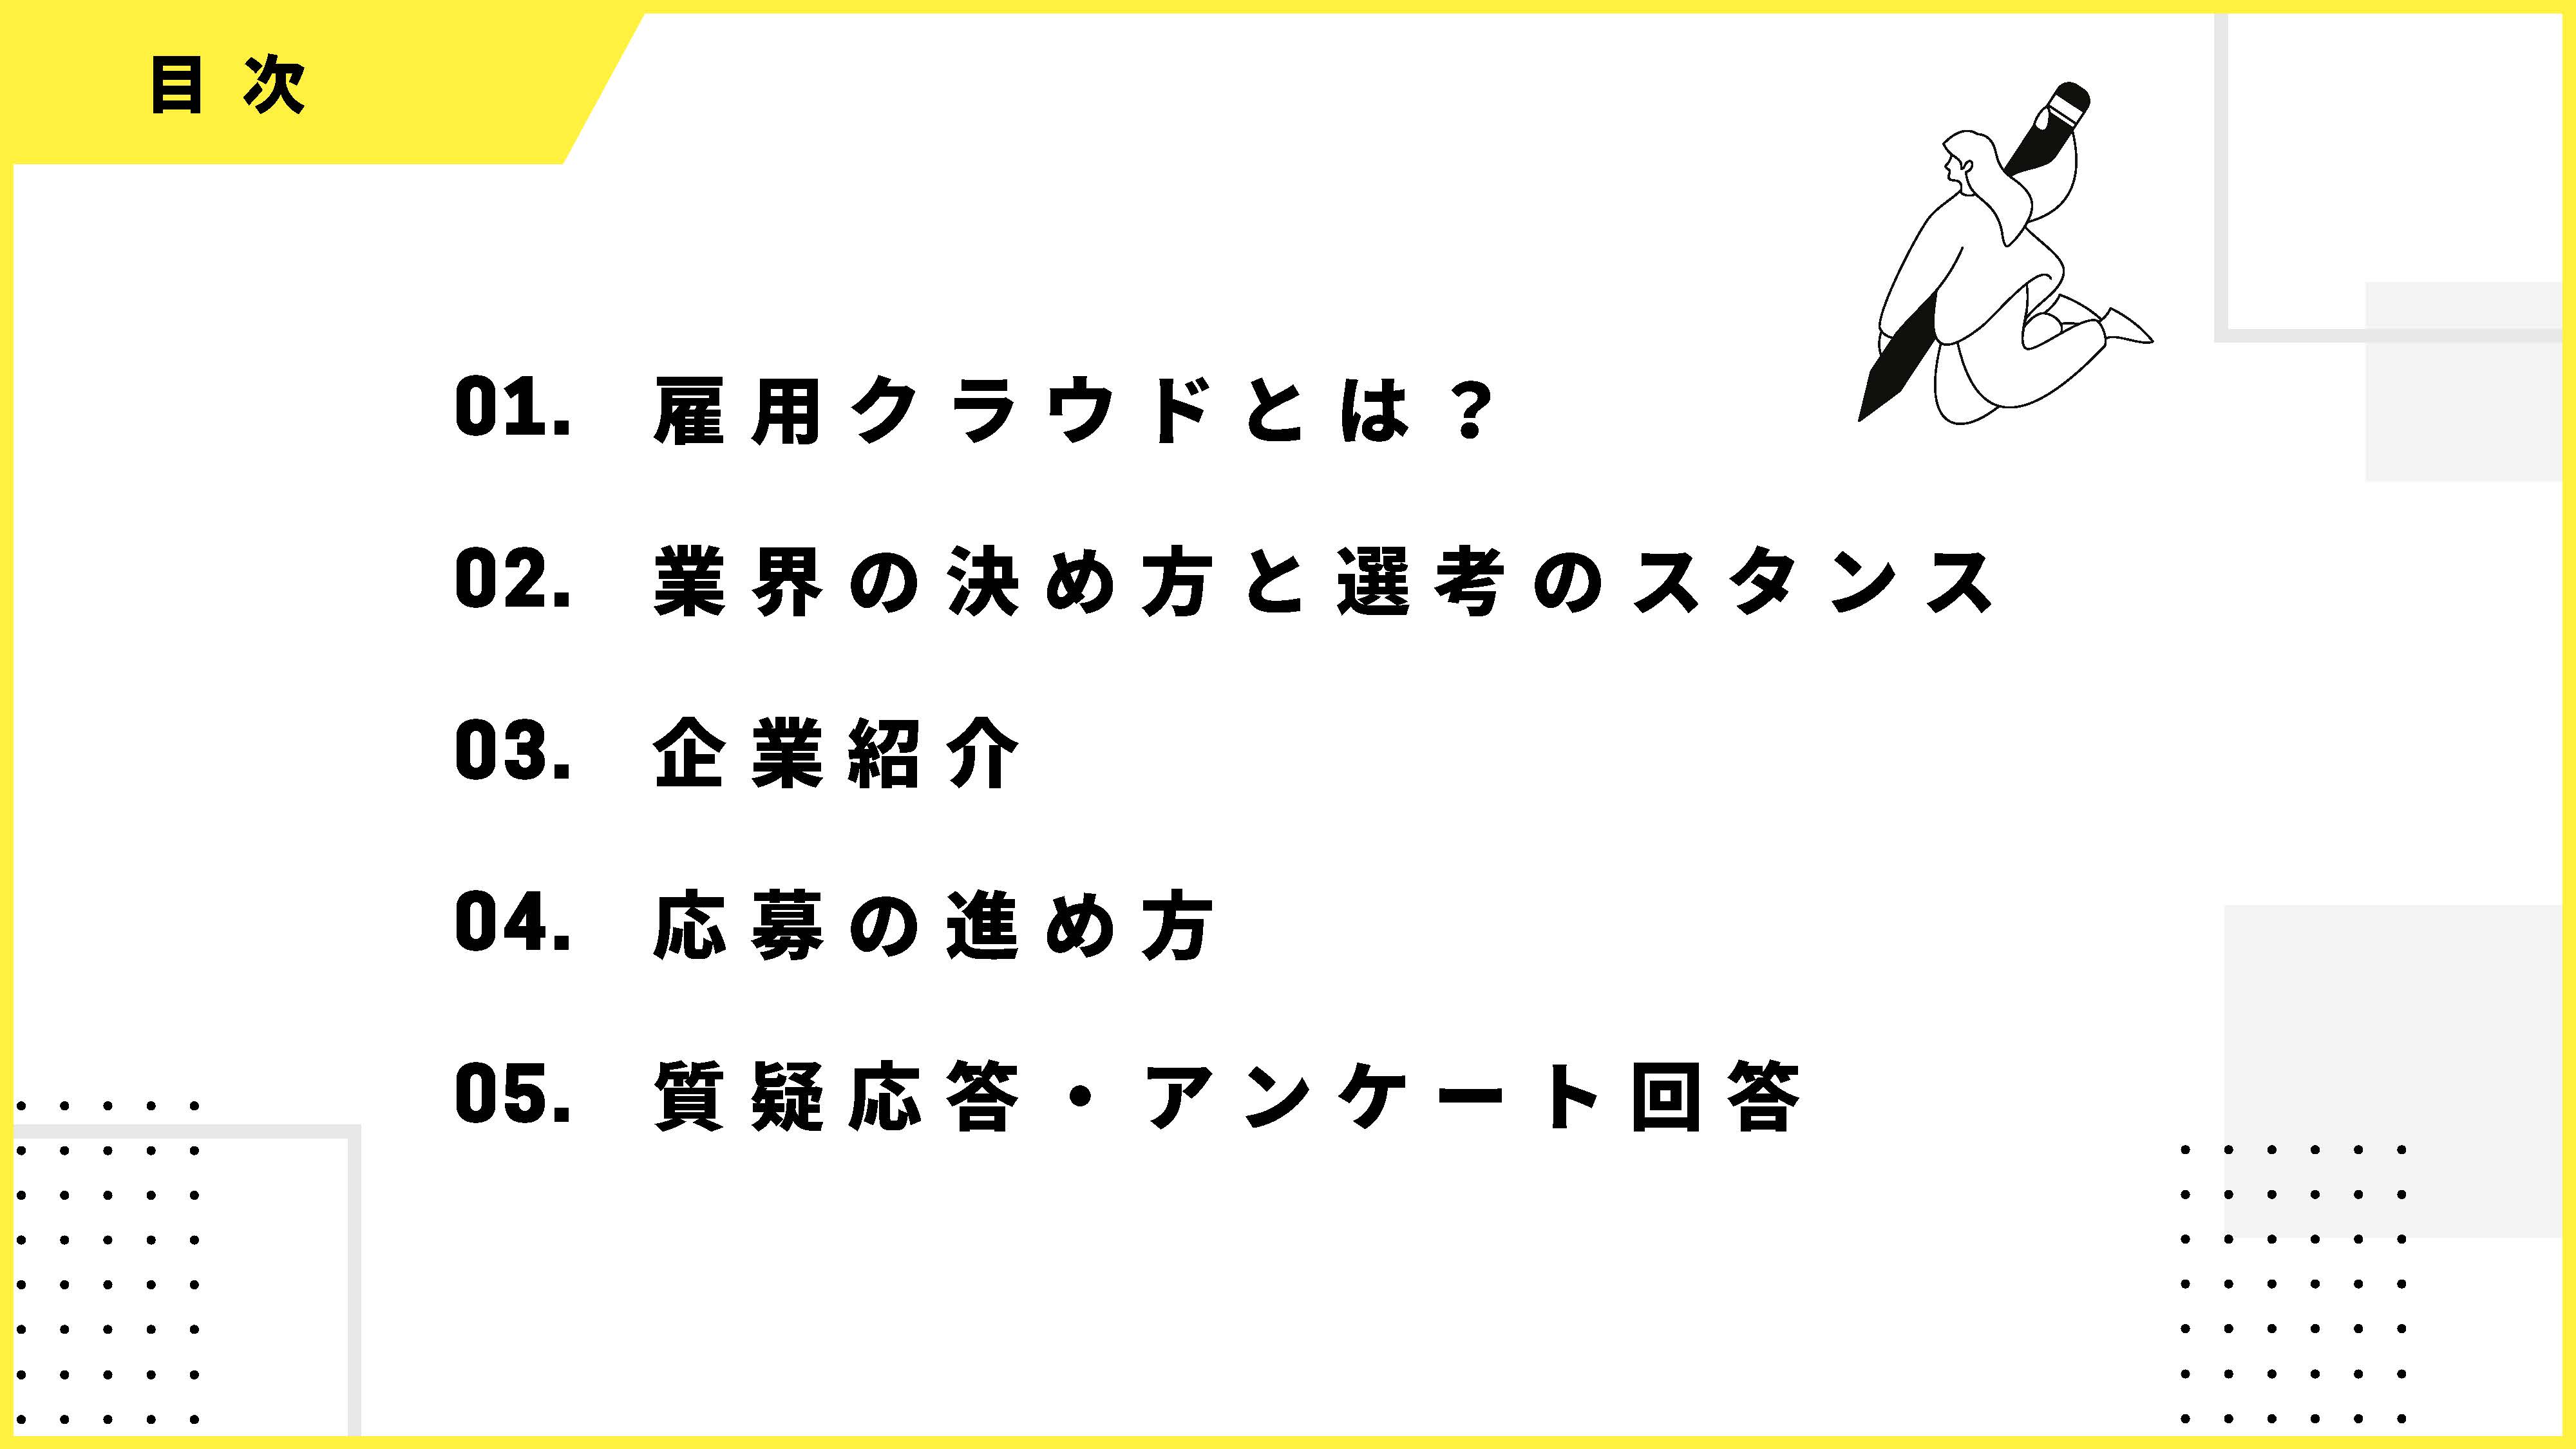 目次
01. 雇用クラウドとは？
02. 業界の決め方と選考のスタンス
03. 企業紹介
04. 応募の進め方
05. 質疑応答・アンケート回答